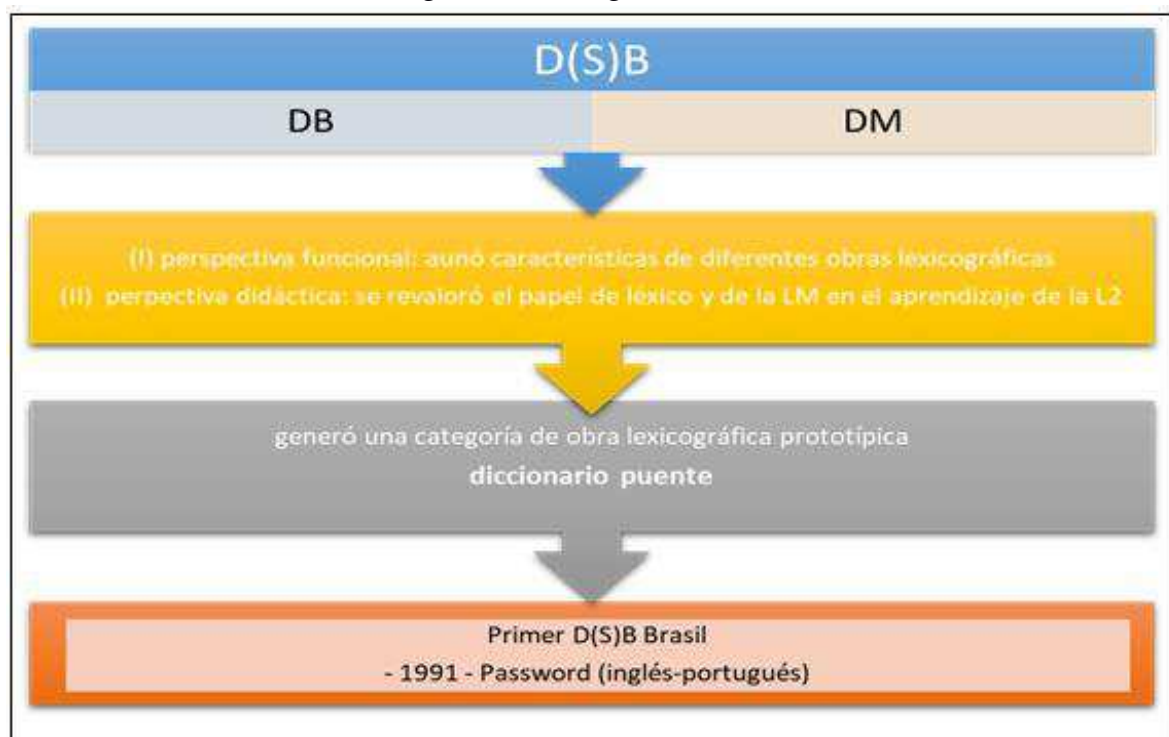 D(S)B
DB
DM
(I) perspectiva funcional: aunó características de diferentes obras lexicográficas
(II) perpectiva didáctica: se revaloró el papel de léxico y de la LM en el aprendizaje de la L2
generó una categoría de obra lexicográfica prototípica
diccionario puente
Primer D(S)B Brasil
- 1991 - Password (inglés-portugués)